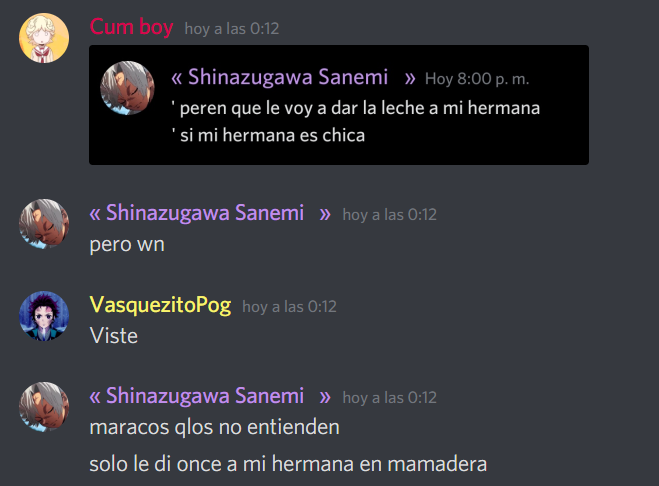 Cum boy hoy a las 0:12
« Shinazugawa Sanemi » Hoy 8:00 p. m.
' peren que le voy a dar la leche a mi hermana
' si mi hermana es chica
« Shinazugawa Sanemi » hoy a las 0:12
pero wn
VasquezitoPog hoy a las 0:12
Viste
« Shinazugawa Sanemi » hoy a las 0:12
maracos qlos no entienden
solo le di once a mi hermana en mamadera